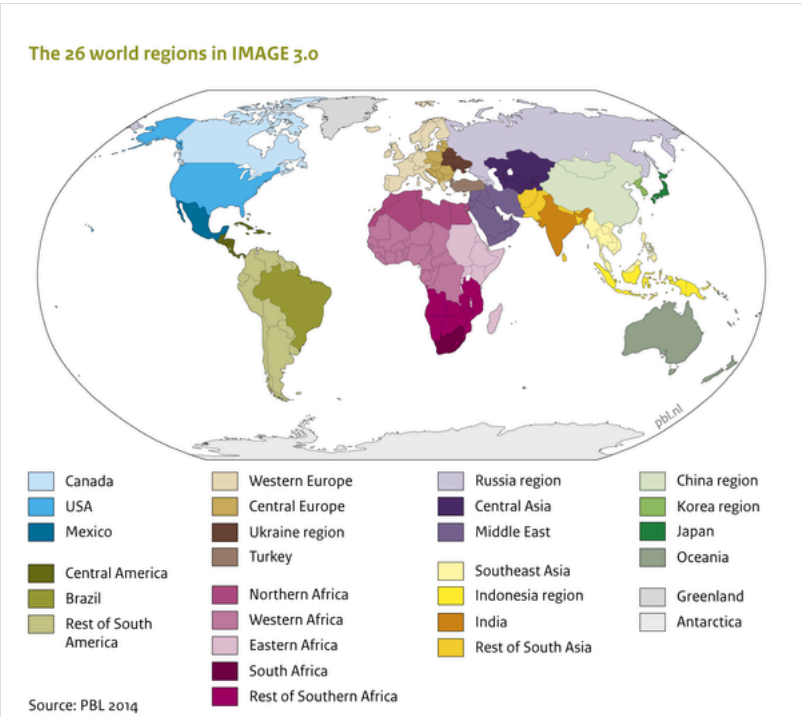 The 26 world regions in IMAGE 3.0
pbl.nl
Canada
USA
Mexico
Central America
Brazil
Rest of South
America
Western Europe
Central Europe
Ukraine region
Turkey
Northern Africa
Western Africa
Eastern Africa
South Africa
Rest of Southern Africa
Russia region
Central Asia
Middle East
Southeast Asia
Indonesia region
India
Rest of South Asia
China region
Korea region
Japan
Oceania
Greenland
Antarctica
Source: PBL 2014